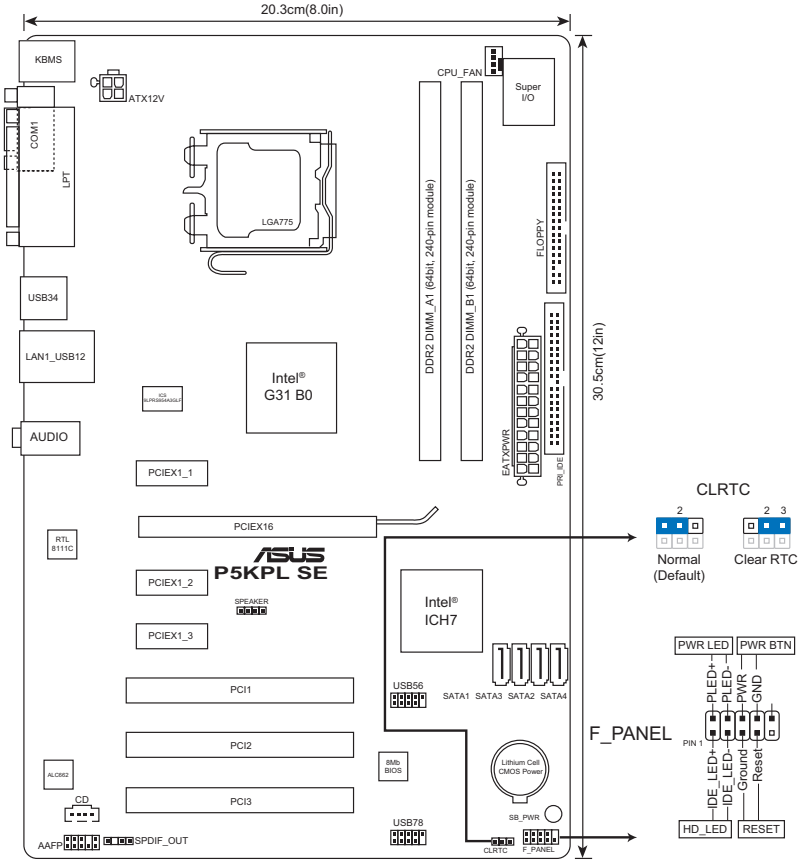 20.3cm(8.0in)
KBMS
ATX12V
CPU_FAN
Super
I/O
COM1
LPT
LGA775
DDR2 DIMM_A1 (64bit, 240-pin module)
DDR2 DIMM_B1 (64bit, 240-pin module)
FLOPPY
30.5cm(12in)
USB34
LAN1_USB12
Intel®
G31 B0
ICS
EATXPWR
PRI_IDE
AUDIO
PCIEX1_1
CLRTC
2
2 3
Normal
(Default)
Clear RTC
PCIEX16
RTL
8111C
ASUS
P5KPL SE
PCIEX1_2
SPEAKER
Intel®
ICH7
PCIEX1_3
PCI1
USB56
SATA1 SATA3 SATA2 SATA4
PWR LED PWR BTN
PLED+
PLED-
PWR
GND
F_PANEL
PIN 1
IDE_LED+
IDE_LED-
Ground
Reset
HD_LED RESET
PCI2
8Mb
BIOS
Lithium Cell
CMOS Power
ALC662
PCI3
CD
SB_PWR
USB78
AAFP
SPDIF_OUT
CLRTC
F_PANEL